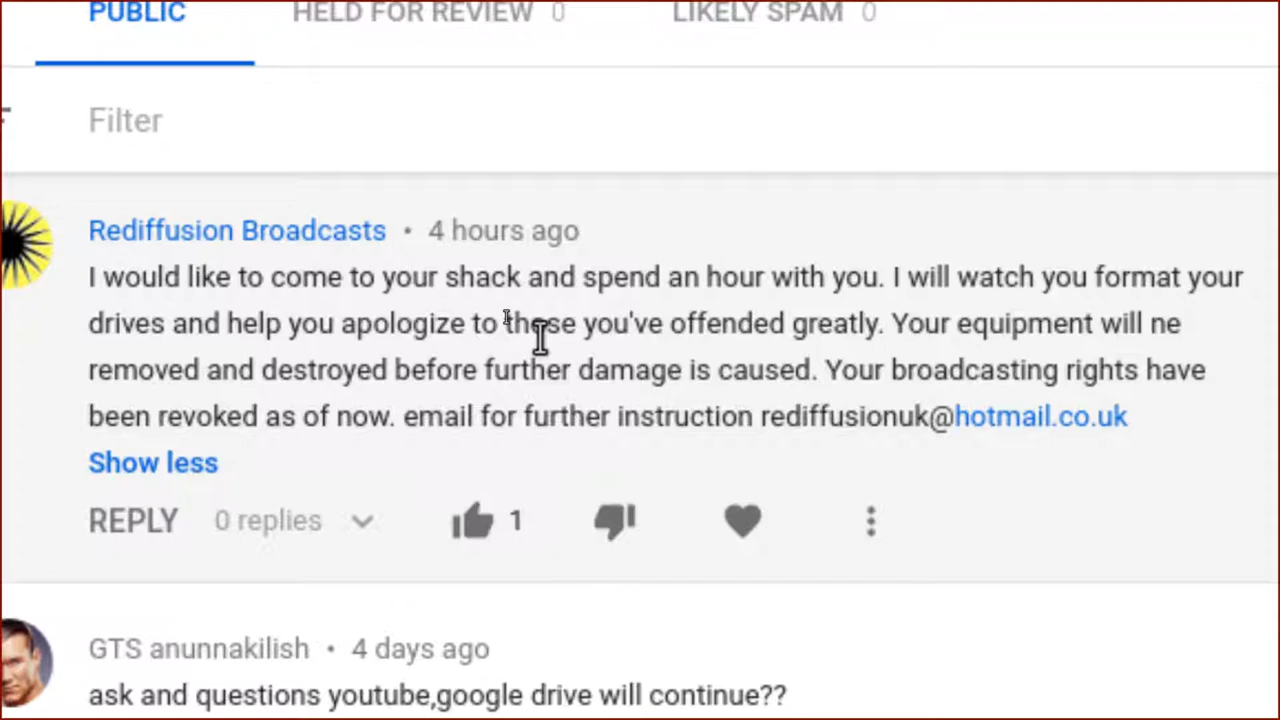 PUBLIC HELD FOR REVIEW 0 LIKELY SPAM 0
Filter
Rediffusion Broadcasts • 4 hours ago
I would like to come to your shack and spend an hour with you. I will watch you format your
drives and help you apologize to those you've offended greatly. Your equipment will ne
removed and destroyed before further damage is caused. Your broadcasting rights have
been revoked as of now. email for further instruction rediffusionuk@hotmail.co.uk
Show less
REPLY 0 replies 1
GTS anunnakilish • 4 days ago
ask and questions youtube,google drive will continue??